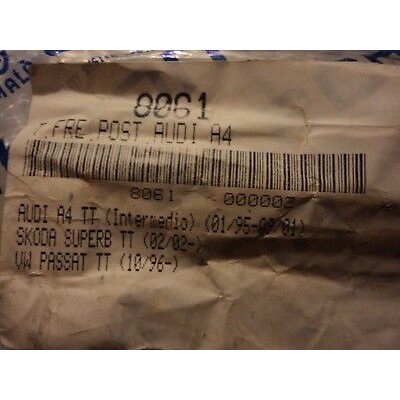 8061
FRE.POST.AUDI A4
8061 000002
AUDI A4 TT (Intermedio) (01/95-09/01)
SKODA SUPERB TT (02/02-)
VW PASSAT TT (10/96-)